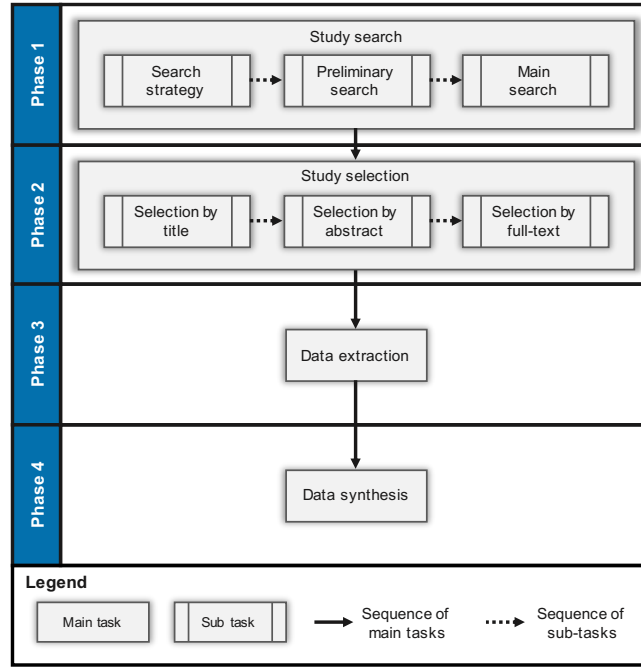 Phase 1
Study search
Search
strategy
Preliminary
search
Main
search
Phase 2
Study selection
Selection by
title
Selection by
abstract
Selection by
full-text
Phase 3
Data extraction
Phase 4
Data synthesis
Legend
Main task
Sub task
Sequence of
main tasks
Sequence of
sub-tasks